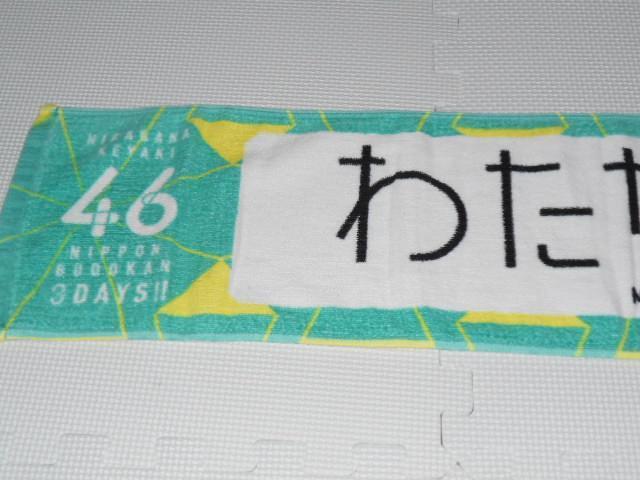 HIRAGANA
KEYAKI
46
NIPPON
BUDOKAN
3DAYS!!
わた